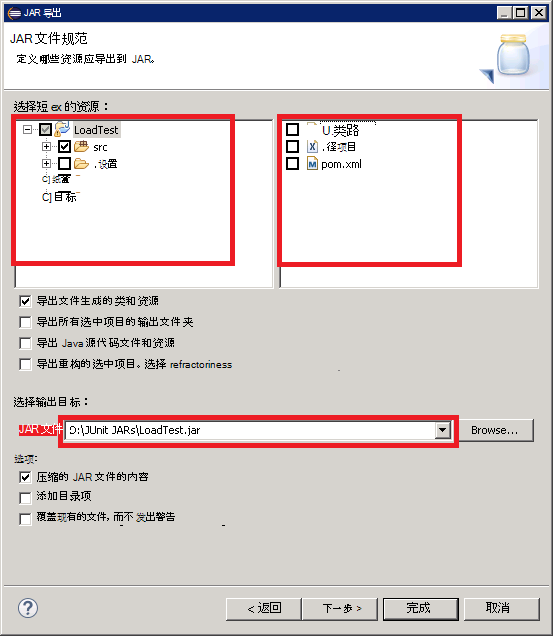 JAR 导出
JAR 文件规范
定义哪些资源应导出到 JAR。
选择短 ex 的资源：
LoadTest
src
.设置
C]
C]目标
U.类路
.径项目
pom.xml
导出文件生成的类和资源
导出所有选中项目的输出文件夹
导出 Java 源代码文件和资源
导出重构的选中项目。选择 refractoriness
选择输出目标：
JAR 文件
D:\JUnit JARs\LoadTest.jar
Browse...
选项:
压缩的 JAR 文件的内容
添加目录项
覆盖现有的文件，而不 发出警告
< 返回
下一步 >
完成
取消